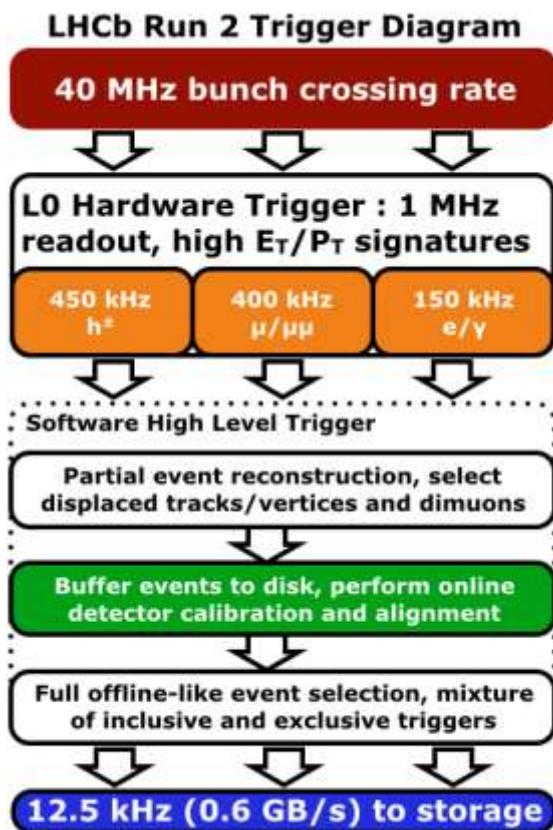 LHCb Run 2 Trigger Diagram
40 MHz bunch crossing rate
L0 Hardware Trigger : 1 MHz
readout, high Eᴛ/Pᴛ signatures
450 kHz
h±
400 kHz
μ/μμ
150 kHz
e/γ
Software High Level Trigger
Partial event reconstruction, select
displaced tracks/vertices and dimuons
Buffer events to disk, perform online
detector calibration and alignment
Full offline-like event selection, mixture
of inclusive and exclusive triggers
12.5 kHz (0.6 GB/s) to storage